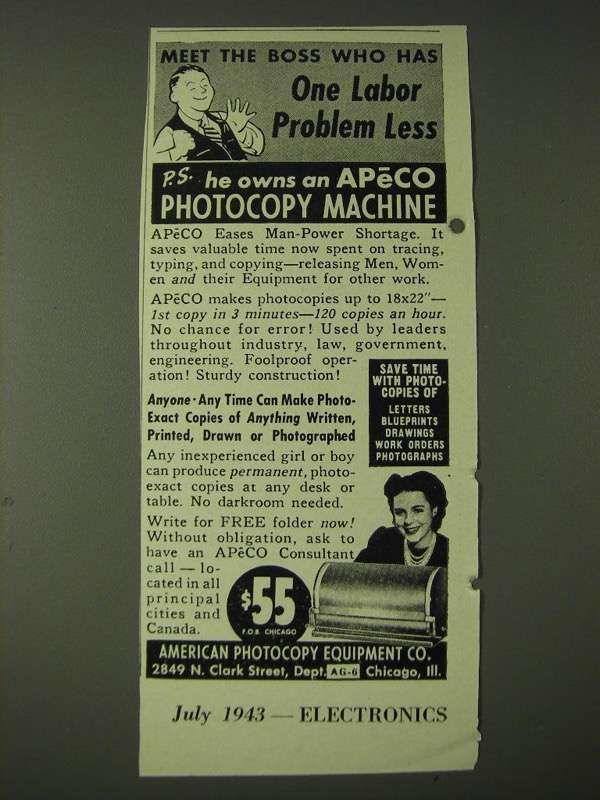 MEET THE BOSS WHO HAS
One Labor
Problem Less
P.S. he owns an APēCO
PHOTOCOPY MACHINE
APēCO Eases Man-Power Shortage. It
saves valuable time now spent on tracing,
typing, and copying—releasing Men, Wom-
en and their Equipment for other work.
APēCO makes photocopies up to 18x22"—
1st copy in 3 minutes—120 copies an hour.
No chance for error! Used by leaders
throughout industry, law, government,
engineering. Foolproof oper-
ation! Sturdy construction!
Anyone・Any Time Can Make Photo-
Exact Copies of Anything Written,
Printed, Drawn or Photographed
SAVE TIME
WITH PHOTO-
COPIES OF
LETTERS
BLUEPRINTS
DRAWINGS
WORK ORDERS
PHOTOGRAPHS
Any inexperienced girl or boy
can produce permanent, photo-
exact copies at any desk or
table. No darkroom needed.
Write for FREE folder now!
Without obligation, ask to
have an APēCO Consultant
call — lo-
cated in all
principal
cities and
Canada.
$55
F.O.B. CHICAGO
AMERICAN PHOTOCOPY EQUIPMENT CO.
2849 N. Clark Street, Dept. AG-6 Chicago, Ill.
July 1943 — ELECTRONICS